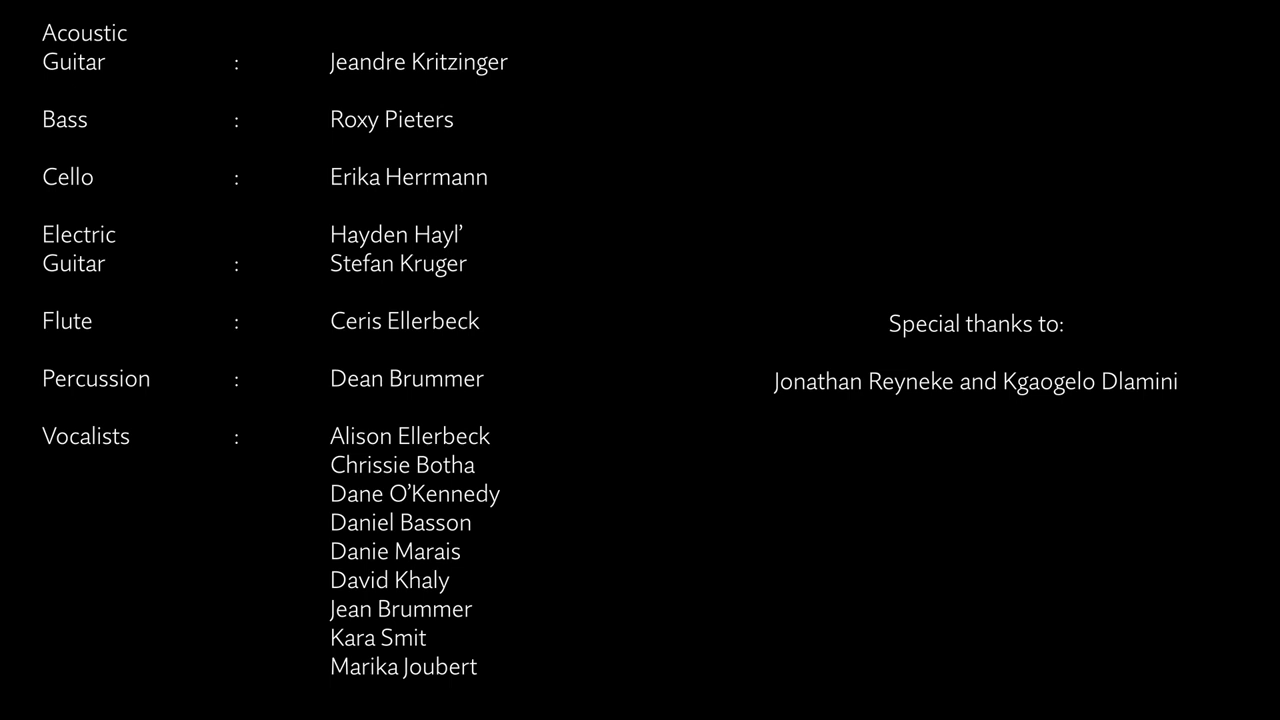 Acoustic
Guitar : Jeandre Kritzinger
Bass : Roxy Pieters
Cello : Erika Herrmann
Electric Hayden Hayl’
Guitar : Stefan Kruger
Flute : Ceris Ellerbeck
Percussion : Dean Brummer
Vocalists : Alison Ellerbeck
Chrissie Botha
Dane O’Kennedy
Daniel Basson
Danie Marais
David Khaly
Jean Brummer
Kara Smit
Marika Joubert
Special thanks to:
Jonathan Reyneke and Kgaogelo Dlamini